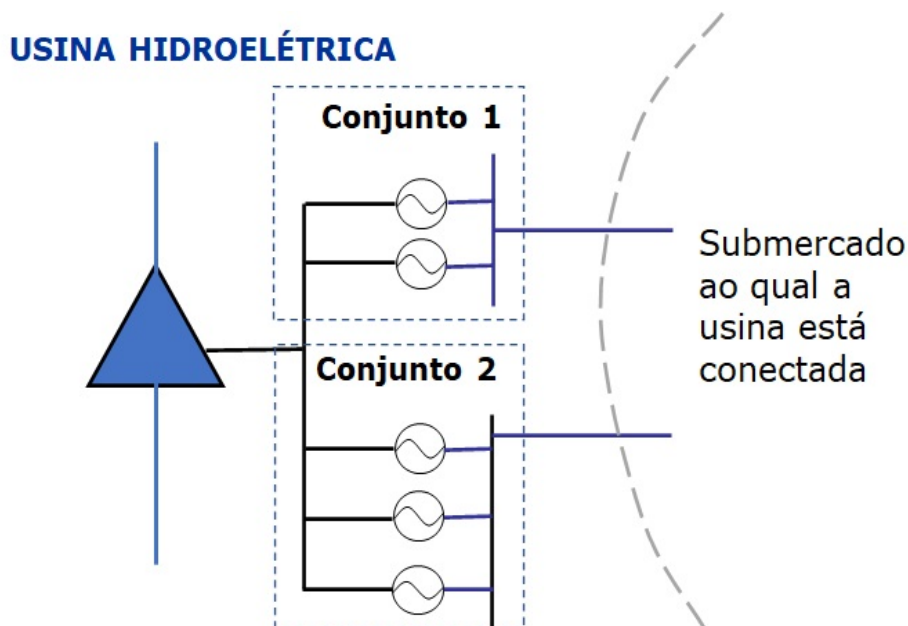 USINA HIDROELÉTRICA
Conjunto 1
Submercado
ao qual a
usina está
conectada
Conjunto 2